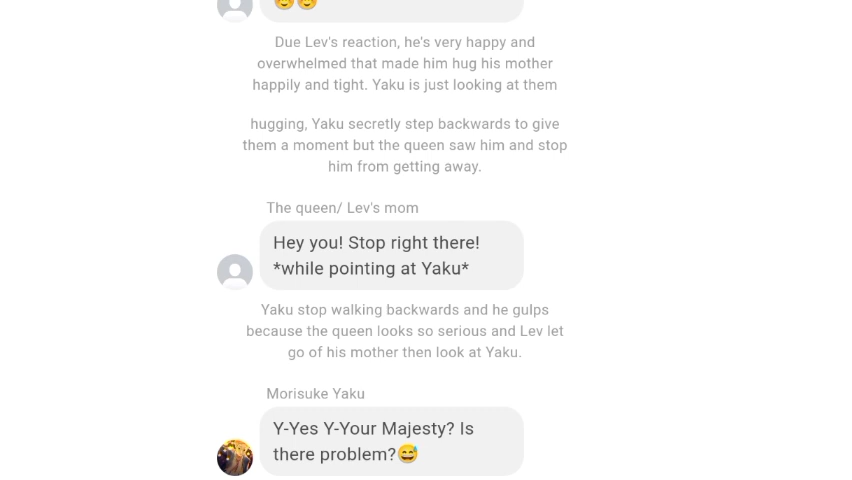 😊😊
Due Lev's reaction, he's very happy and
overwhelmed that made him hug his mother
happily and tight. Yaku is just looking at them
hugging, Yaku secretly step backwards to give
them a moment but the queen saw him and stop
him from getting away.
The queen/ Lev's mom
Hey you! Stop right there!
*while pointing at Yaku*
Yaku stop walking backwards and he gulps
because the queen looks so serious and Lev let
go of his mother then look at Yaku.
Morisuke Yaku
Y-Yes Y-Your Majesty? Is
there problem?😅